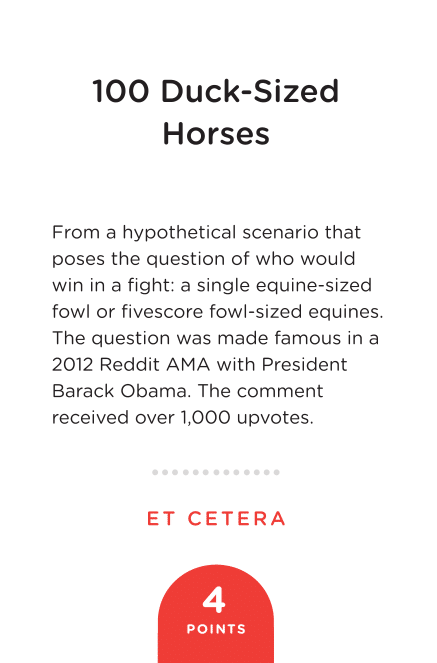 100 Duck-Sized
Horses
From a hypothetical scenario that
poses the question of who would
win in a fight: a single equine-sized
fowl or fivescore fowl-sized equines.
The question was made famous in a
2012 Reddit AMA with President
Barack Obama. The comment
received over 1,000 upvotes.
ET CETERA
4
POINTS